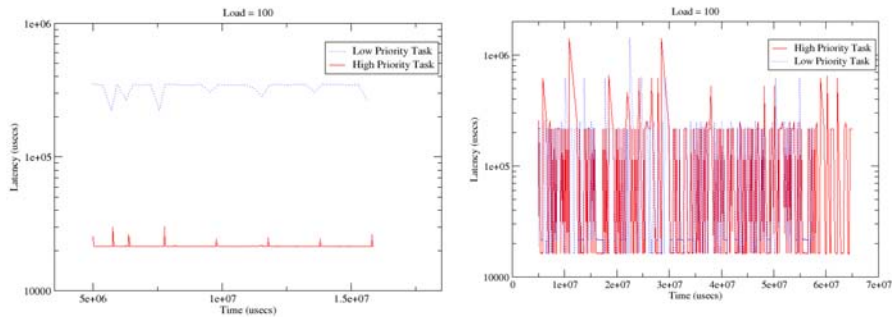 Load = 100
1e+06
1e+05
10000
Latency (usecs)
Low Priority Task
High Priority Task
5e+06
1e+07
1.5e+07
Time (usecs)
Load = 100
1e+06
1e+05
10000
Latency (usecs)
High Priority Task
Low Priority Task
0
1e+07
2e+07
3e+07
4e+07
5e+07
6e+07
7e+07
Time (usecs)